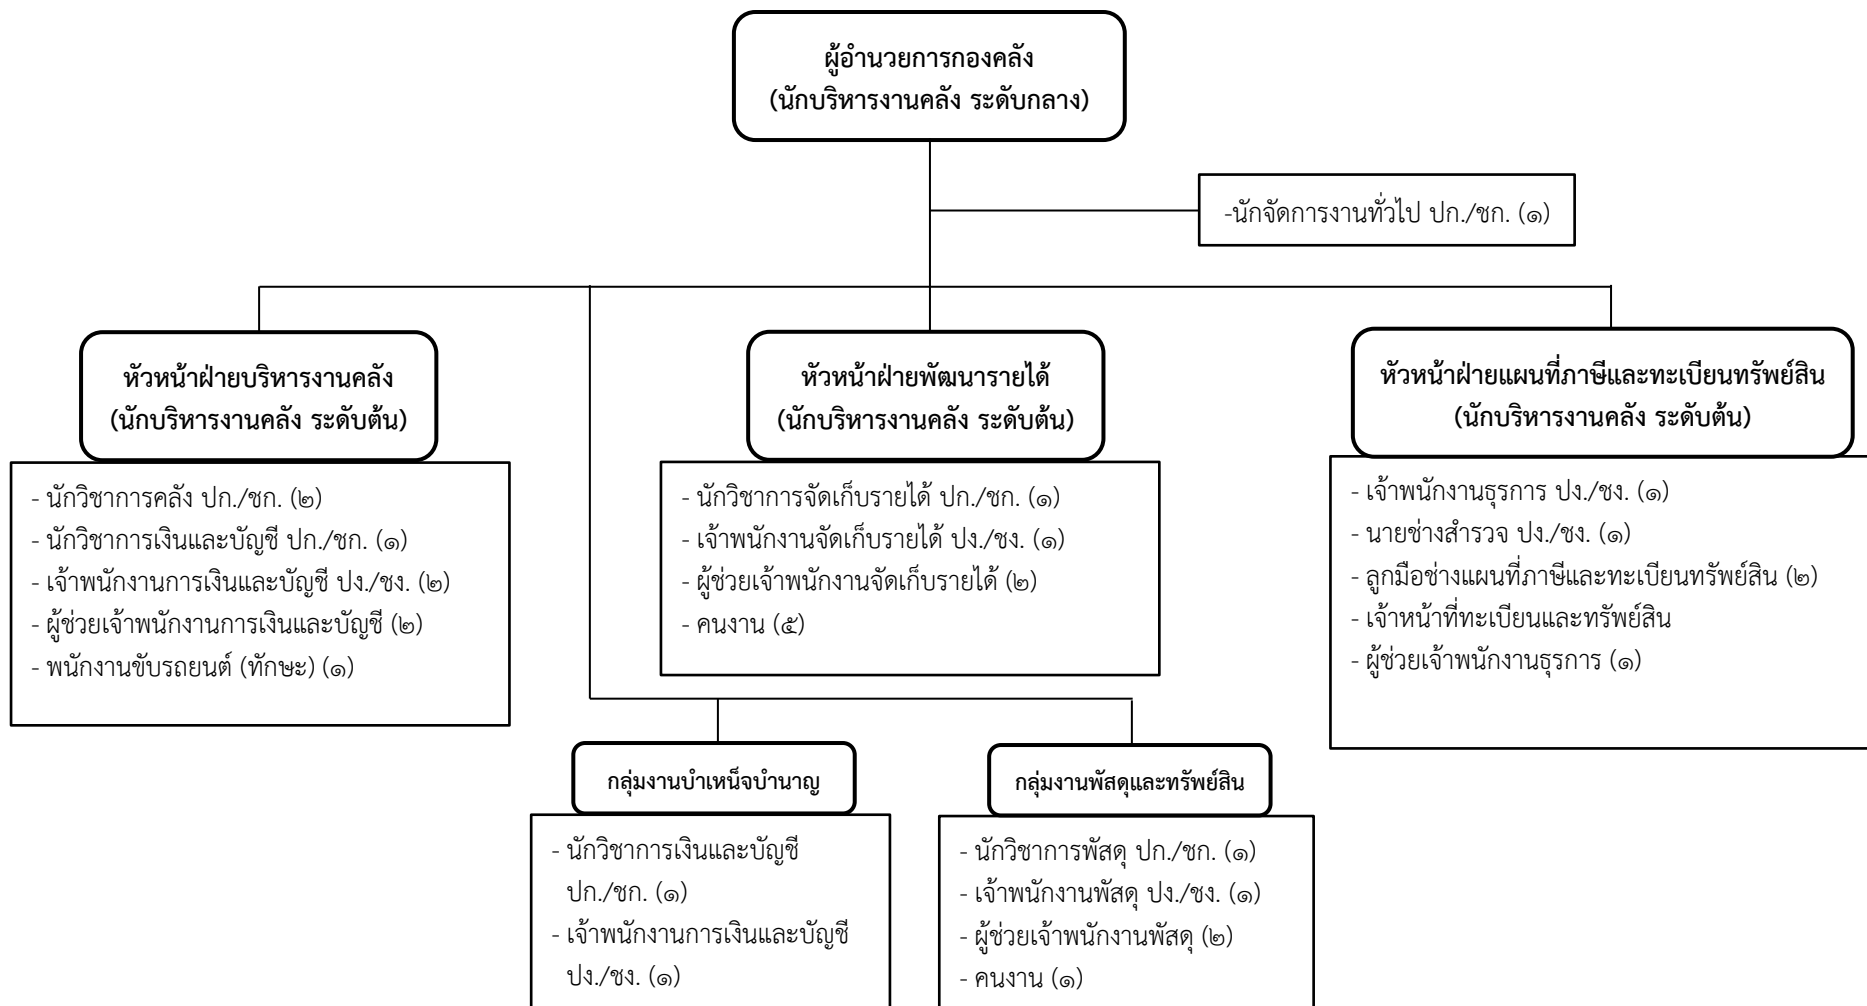 ผู้อำนวยการกองคลัง
(นักบริหารงานคลัง ระดับกลาง)
-นักจัดการงานทั่วไป ปก./ชก. (๑)
หัวหน้าฝ่ายบริหารงานคลัง
(นักบริหารงานคลัง ระดับต้น)
- นักวิชาการคลัง ปก./ชก. (๒)
- นักวิชาการเงินและบัญชี ปก./ชก. (๑)
- เจ้าพนักงานการเงินและบัญชี ปง./ชง. (๒)
- ผู้ช่วยเจ้าพนักงานการเงินและบัญชี (๒)
- พนักงานขับรถยนต์ (ทักษะ) (๑)
หัวหน้าฝ่ายพัฒนารายได้
(นักบริหารงานคลัง ระดับต้น)
- นักวิชาการจัดเก็บรายได้ ปก./ชก. (๑)
- เจ้าพนักงานจัดเก็บรายได้ ปง./ชง. (๑)
- ผู้ช่วยเจ้าพนักงานจัดเก็บรายได้ (๒)
- คนงาน (๕)
หัวหน้าฝ่ายแผนที่ภาษีและทะเบียนทรัพย์สิน
(นักบริหารงานคลัง ระดับต้น)
- เจ้าพนักงานธุรการ ปง./ชง. (๑)
- นายช่างสำรวจ ปง./ชง. (๑)
- ลูกมือช่างแผนที่ภาษีและทะเบียนทรัพย์สิน (๒)
- เจ้าหน้าที่ทะเบียนและทรัพย์สิน
- ผู้ช่วยเจ้าพนักงานธุรการ (๑)
กลุ่มงานบำเหน็จบำนาญ
- นักวิชาการเงินและบัญชี
ปก./ชก. (๑)
- เจ้าพนักงานการเงินและบัญชี
ปง./ชง. (๑)
กลุ่มงานพัสดุและทรัพย์สิน
- นักวิชาการพัสดุ ปก./ชก. (๑)
- เจ้าพนักงานพัสดุ ปง./ชง. (๑)
- ผู้ช่วยเจ้าพนักงานพัสดุ (๒)
- คนงาน (๑)